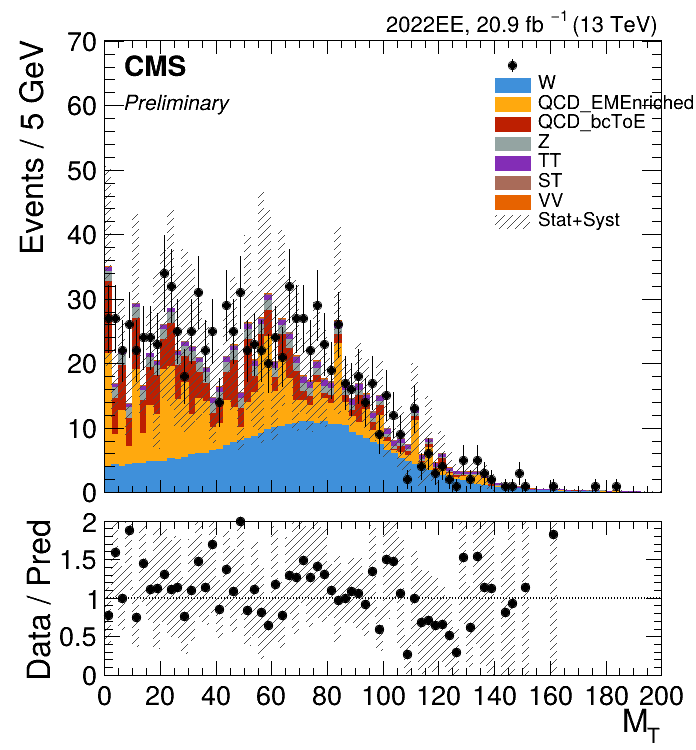 2022EE, 20.9 fb ⁻¹ (13 TeV)
Events / 5 GeV
70
60
50
40
30
20
10
0
CMS
Preliminary
W
QCD_EMEnriched
QCD_bcToE
Z
TT
ST
VV
Stat+Syst
Data / Pred
2
1.5
1
0.5
0
0 20 40 60 80 100 120 140 160 180 200
M_T